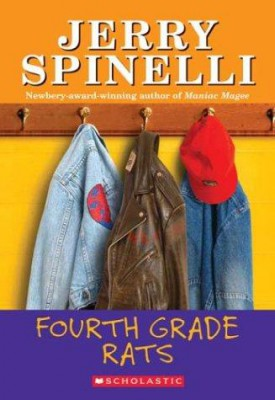 JERRY
SPINELLI
Newbery-award-winning author of Maniac Magee
FOURTH GRADE
RATS
SCHOLASTIC